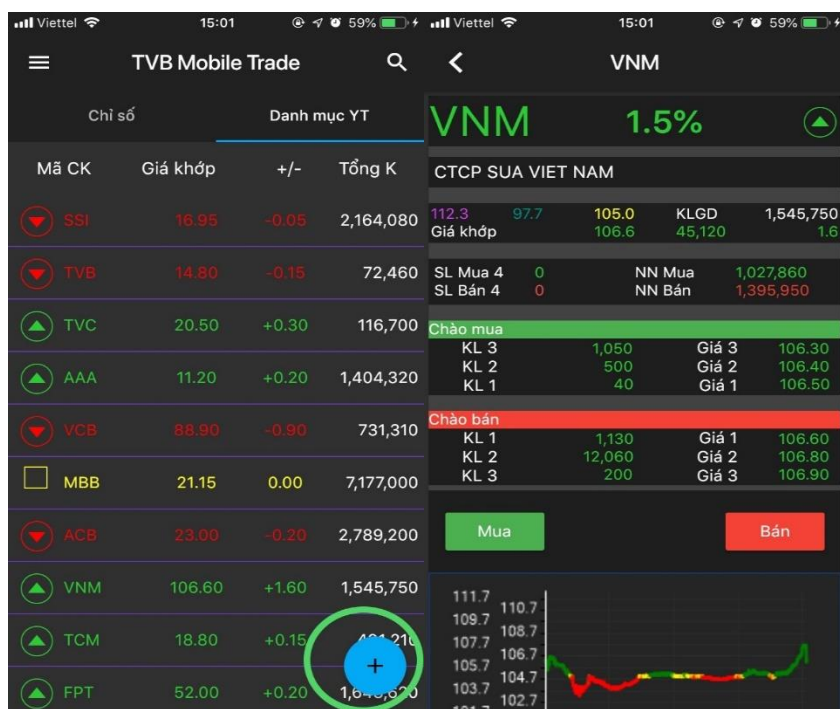 Viettel 15:01 59%
TVB Mobile Trade
Chỉ số Danh mục YT
Mã CK Giá khớp +/- Tổng K
SSI 16.95 -0.05 2,164,080
TVB 14.80 -0.15 72,460
TVC 20.50 +0.30 116,700
AAA 11.20 +0.20 1,404,320
VCB 88.90 -0.90 731,310
MBB 21.15 0.00 7,177,000
ACB 23.00 -0.20 2,789,200
VNM 106.60 +1.60 1,545,750
TCM 18.80 +0.15
+
FPT 52.00 +0.20
Viettel 15:01 59%
VNM
VNM 1.5%
CTCP SUA VIET NAM
112.3 97.7 105.0 KLGD 1,545,750
Giá khớp 106.6 45,120 1.6
SL Mua 4 0 NN Mua 1,027,860
SL Bán 4 0 NN Bán 1,395,950
Chào mua
KL 3 1,050 Giá 3 106.30
KL 2 500 Giá 2 106.40
KL 1 40 Giá 1 106.50
Chào bán
KL 1 1,130 Giá 1 106.60
KL 2 12,060 Giá 2 106.80
KL 3 200 Giá 3 106.90
Mua Bán
111.7
110.7
109.7
108.7
107.7
106.7
105.7
104.7
103.7
102.7